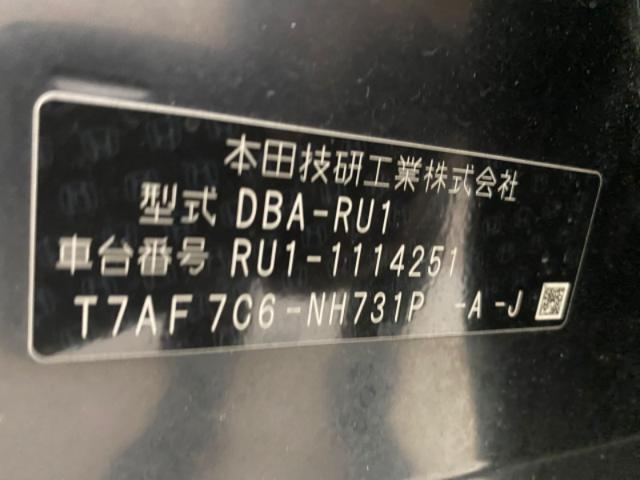 本田技研工業株式会社
型式 DBA-RU1
車台番号 RU1-1114251
T7AF 7C6-NH731P -A-J